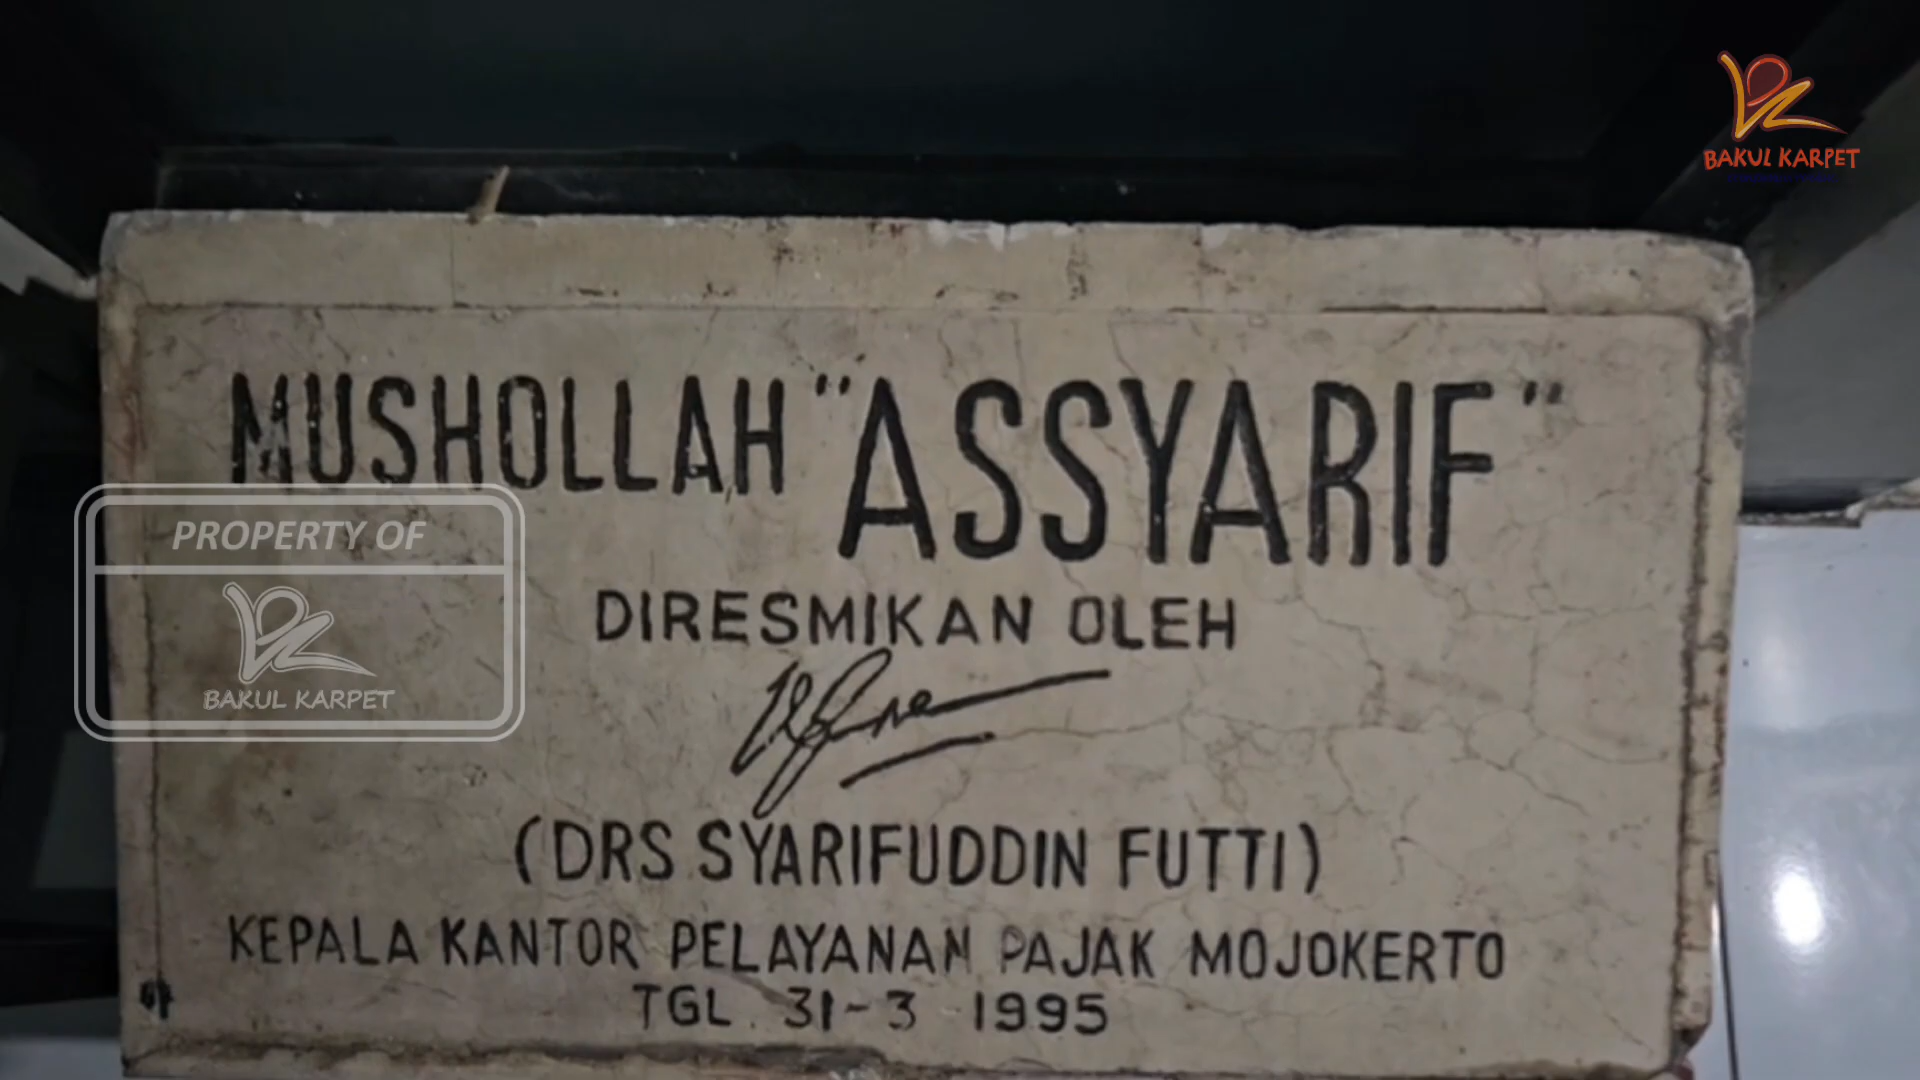 BAKUL KARPET
MUSHOLLAH "ASSYARIF"
PROPERTY OF
BAKUL KARPET
DIRESMIKAN OLEH
(DRS SYARIFUDDIN FUTTI)
KEPALA KANTOR PELAYANAN PAJAK MOJOKERTO
TGL. 31-3 1995